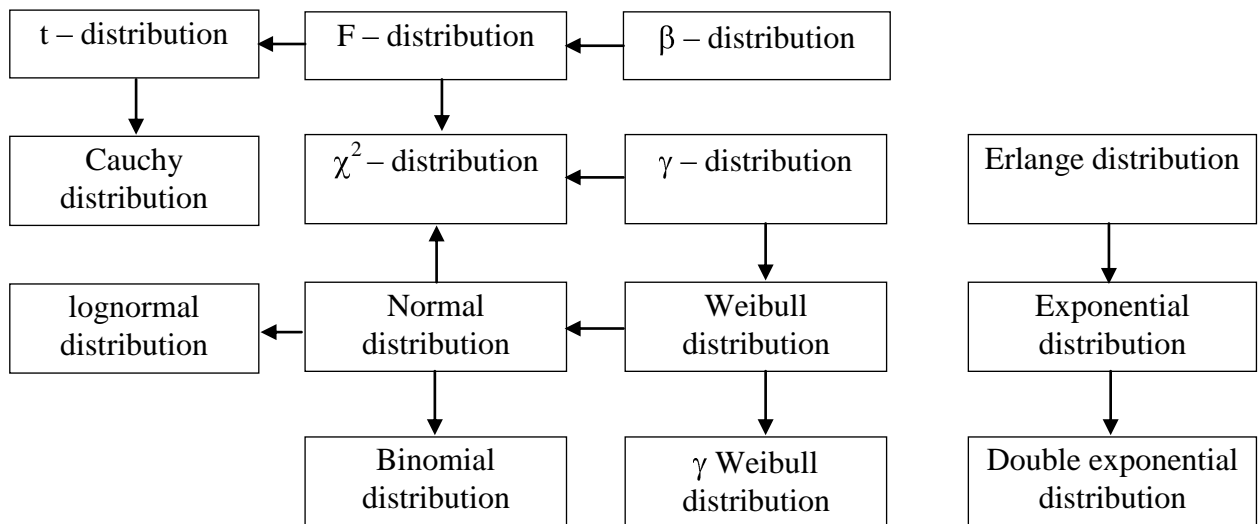 t – distribution
F – distribution
β – distribution
Cauchy
distribution
χ² – distribution
γ – distribution
Erlange distribution
lognormal
distribution
Normal
distribution
Weibull
distribution
Exponential
distribution
Binomial
distribution
γ Weibull
distribution
Double exponential
distribution